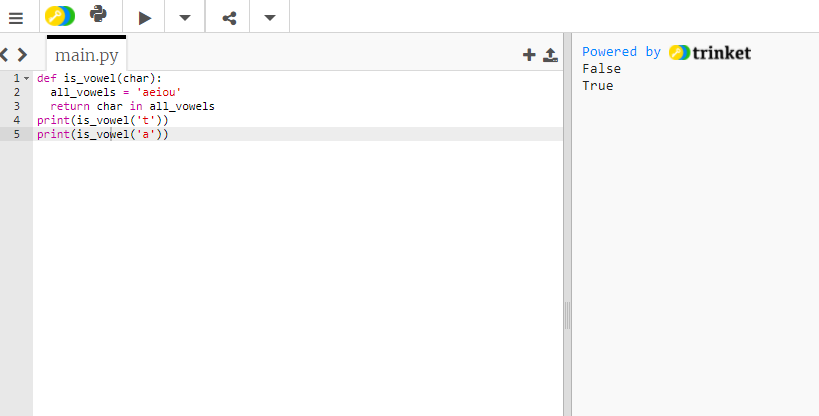 main.py
1 def is_vowel(char):
2   all_vowels = 'aeiou'
3   return char in all_vowels
4 print(is_vowel('t'))
5 print(is_vowel('a'))
Powered by trinket
False
True